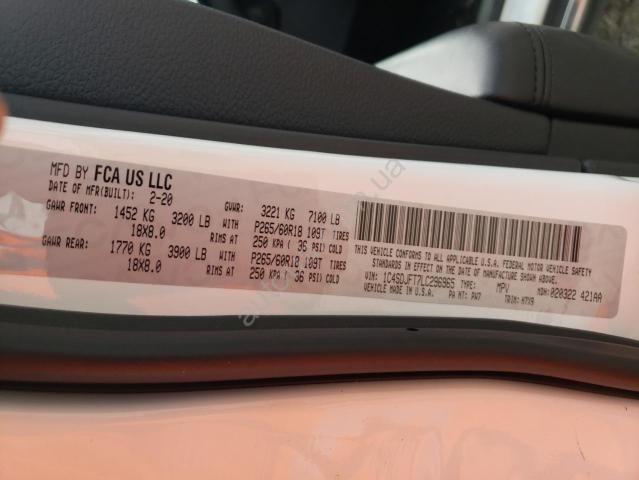 MFD BY FCA US LLC
DATE OF MFR(BUILT): 2-20
GVWR: 3221 KG 7100 LB
GAWR FRONT: 1452 KG 3200 LB WITH P265/60R18 109T TIRES
18X8.0 RIMS AT 250 KPA ( 36 PSI) COLD
GAWR REAR: 1770 KG 3900 LB WITH P265/60R18 109T TIRES
18X8.0 RIMS AT 250 KPA ( 36 PSI) COLD
THIS VEHICLE CONFORMS TO ALL APPLICABLE U.S.A. FEDERAL MOTOR VEHICLE SAFETY
STANDARDS IN EFFECT ON THE DATE OF MANUFACTURE SHOWN ABOVE.
VIN: 1C4SDJFT7LC296965 TYPE: MPV MDH: 020322 421AA
VEHICLE MADE IN U.S.A. PAINT: PW7 TRIM: H7X9